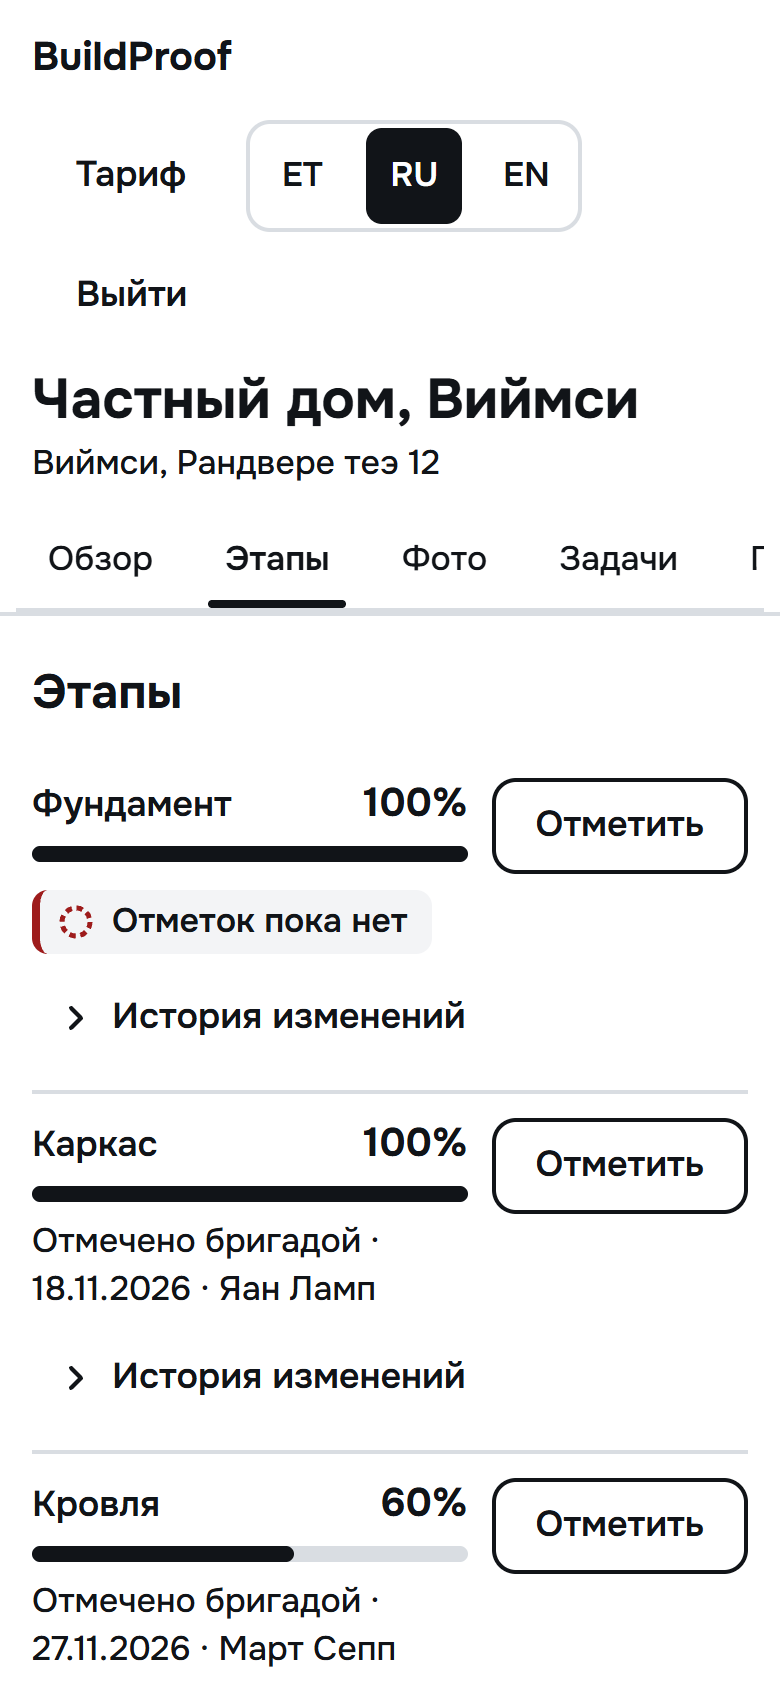 BuildProof
Тариф
ET RU EN
Выйти
Частный дом, Виймси
Виймси, Рандвере теэ 12
Обзор Этапы Фото Задачи
Этапы
Фундамент 100% Отметить
Отметок пока нет
История изменений
Каркас 100% Отметить
Отмечено бригадой ·
18.11.2026 · Яан Ламп
История изменений
Кровля 60% Отметить
Отмечено бригадой ·
27.11.2026 · Март Сепп